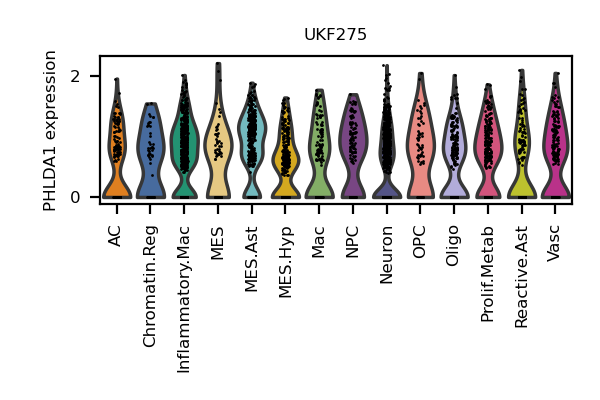 UKF275
PHLDA1 expression
2
0
AC
Chromatin.Reg
Inflammatory.Mac
MES
MES.Ast
MES.Hyp
Mac
NPC
Neuron
OPC
Oligo
Prolif.Metab
Reactive.Ast
Vasc